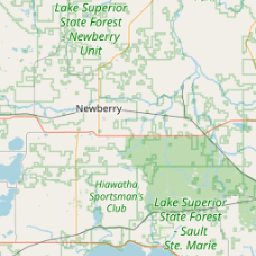 Lake Superior
State Forest
Newberry
Unit
Newberry
Hiawatha
Sportsman's
Club
Lake Superior
State Forest
Sault
Ste. Marie